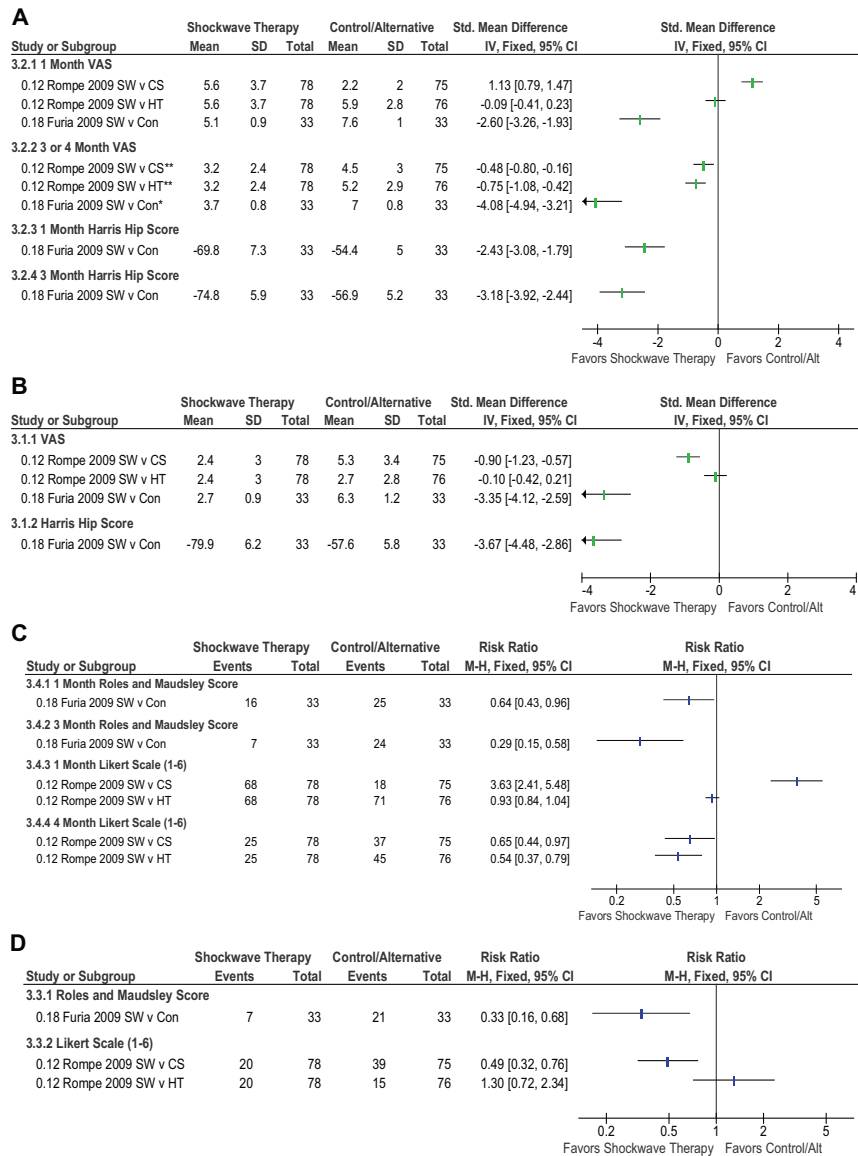 A
Shockwave Therapy Control/Alternative Std. Mean Difference Std. Mean Difference
Study or Subgroup Mean SD Total Mean SD Total IV, Fixed, 95% CI IV, Fixed, 95% CI
3.2.1 1 Month VAS
0.12 Rompe 2009 SW v CS 5.6 3.7 78 2.2 2 75 1.13 [0.79, 1.47]
0.12 Rompe 2009 SW v HT 5.6 3.7 78 5.9 2.8 76 -0.09 [-0.41, 0.23]
0.18 Furia 2009 SW v Con 5.1 0.9 33 7.6 1 33 -2.60 [-3.26, -1.93]
3.2.2 3 or 4 Month VAS
0.12 Rompe 2009 SW v CS** 3.2 2.4 78 4.5 3 75 -0.48 [-0.80, -0.16]
0.12 Rompe 2009 SW v HT** 3.2 2.4 78 5.2 2.9 76 -0.75 [-1.08, -0.42]
0.18 Furia 2009 SW v Con* 3.7 0.8 33 7 0.8 33 -4.08 [-4.94, -3.21]
3.2.3 1 Month Harris Hip Score
0.18 Furia 2009 SW v Con -69.8 7.3 33 -54.4 5 33 -2.43 [-3.08, -1.79]
3.2.4 3 Month Harris Hip Score
0.18 Furia 2009 SW v Con -74.8 5.9 33 -56.9 5.2 33 -3.18 [-3.92, -2.44]
-4 -2 0 2 4
Favors Shockwave Therapy Favors Control/Alt
B
Shockwave Therapy Control/Alternative Std. Mean Difference Std. Mean Difference
Study or Subgroup Mean SD Total Mean SD Total IV, Fixed, 95% CI IV, Fixed, 95% CI
3.1.1 VAS
0.12 Rompe 2009 SW v CS 2.4 3 78 5.3 3.4 75 -0.90 [-1.23, -0.57]
0.12 Rompe 2009 SW v HT 2.4 3 78 2.7 2.8 76 -0.10 [-0.42, 0.21]
0.18 Furia 2009 SW v Con 2.7 0.9 33 6.3 1.2 33 -3.35 [-4.12, -2.59]
3.1.2 Harris Hip Score
0.18 Furia 2009 SW v Con -79.9 6.2 33 -57.6 5.8 33 -3.67 [-4.48, -2.86]
-4 -2 0 2 4
Favors Shockwave Therapy Favors Control/Alt
C
Shockwave Therapy Control/Alternative Risk Ratio Risk Ratio
Study or Subgroup Events Total Events Total M-H, Fixed, 95% CI M-H, Fixed, 95% CI
3.4.1 1 Month Roles and Maudsley Score
0.18 Furia 2009 SW v Con 16 33 25 33 0.64 [0.43, 0.96]
3.4.2 3 Month Roles and Maudsley Score
0.18 Furia 2009 SW v Con 7 33 24 33 0.29 [0.15, 0.58]
3.4.3 1 Month Likert Scale (1-6)
0.12 Rompe 2009 SW v CS 68 78 18 75 3.63 [2.41, 5.48]
0.12 Rompe 2009 SW v HT 68 78 71 76 0.93 [0.84, 1.04]
3.4.4 4 Month Likert Scale (1-6)
0.12 Rompe 2009 SW v CS 25 78 37 75 0.65 [0.44, 0.97]
0.12 Rompe 2009 SW v HT 25 78 45 76 0.54 [0.37, 0.79]
0.2 0.5 1 2 5
Favors Shockwave Therapy Favors Control/Alt
D
Shockwave Therapy Control/Alternative Risk Ratio Risk Ratio
Study or Subgroup Events Total Events Total M-H, Fixed, 95% CI M-H, Fixed, 95% CI
3.3.1 Roles and Maudsley Score
0.18 Furia 2009 SW v Con 7 33 21 33 0.33 [0.16, 0.68]
3.3.2 Likert Scale (1-6)
0.12 Rompe 2009 SW v CS 20 78 39 75 0.49 [0.32, 0.76]
0.12 Rompe 2009 SW v HT 20 78 15 76 1.30 [0.72, 2.34]
0.2 0.5 1 2 5
Favors Shockwave Therapy Favors Control/Alt